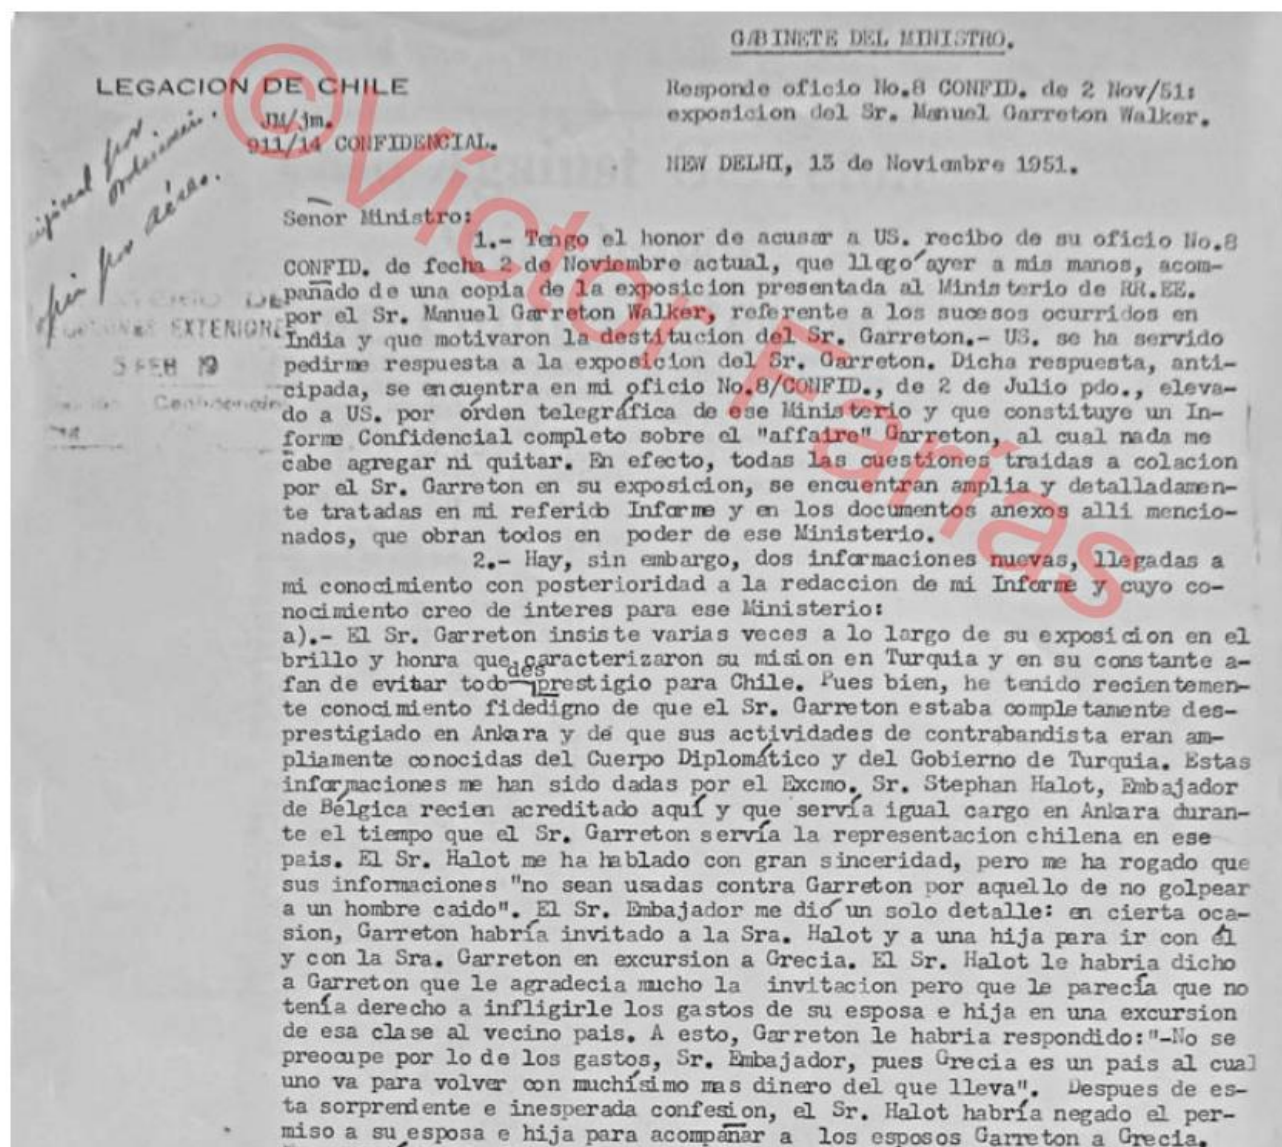 GABINETE DEL MINISTRO.
LEGACION DE CHILE
JM/jm.
911/14 CONFIDENCIAL.
Responde oficio No.8 CONFID. de 2 Nov/51:
exposicion del Sr. Manuel Garreton Walker.
NEW DELHI, 13 de Noviembre 1951.
original por
ordinario.
por aéreo.
EXTERIORES
5 FEB
©Víctor Farías
Señor Ministro:
1.- Tengo el honor de acusar a US. recibo de su oficio No.8
CONFID. de fecha 2 de Noviembre actual, que llegó ayer a mis manos, acom-
pañado de una copia de la exposicion presentada al Ministerio de RR.EE.
por el Sr. Manuel Garreton Walker, referente a los sucesos ocurridos en
India y que motivaron la destitucion del Sr. Garreton.- US. se ha servido
pedirme respuesta a la exposicion del Sr. Garreton. Dicha respuesta, anti-
cipada, se encuentra en mi oficio No.8/CONFID., de 2 de Julio pdo., eleva-
do a US. por órden telegráfica de ese Ministerio y que constituye un In-
forme Confidencial completo sobre el "affaire" Garreton, al cual nada me
cabe agregar ni quitar. En efecto, todas las cuestiones traidas a colacion
por el Sr. Garreton en su exposicion, se encuentran amplia y detalladamen-
te tratadas en mi referido Informe y en los documentos anexos alli mencio-
nados, que obran todos en poder de ese Ministerio.
2.- Hay, sin embargo, dos informaciones nuevas, llegadas a
mi conocimiento con posterioridad a la redaccion de mi Informe y cuyo co-
nocimiento creo de interes para ese Ministerio:
a).- El Sr. Garreton insiste varias veces a lo largo de su exposicion en el
brillo y honra que caracterizaron su mision en Turquia y en su constante a-
fan de evitar todo desprestigio para Chile. Pues bien, he tenido recientemen-
te conocimiento fidedigno de que el Sr. Garreton estaba completamente des-
prestigiado en Ankara y de que sus actividades de contrabandista eran am-
pliamente conocidas del Cuerpo Diplomático y del Gobierno de Turquia. Estas
informaciones me han sido dadas por el Excmo. Sr. Stephan Halot, Embajador
de Bélgica recien acreditado aquí y que servía igual cargo en Ankara duran-
te el tiempo que el Sr. Garreton servía la representacion chilena en ese
pais. El Sr. Halot me ha hablado con gran sinceridad, pero me ha rogado que
sus informaciones "no sean usadas contra Garreton por aquello de no golpear
a un hombre caido". El Sr. Embajador me dió un solo detalle: en cierta oca-
sion, Garreton habría invitado a la Sra. Halot y a una hija para ir con él
y con la Sra. Garreton en excursion a Grecia. El Sr. Halot le habria dicho
a Garreton que le agradecia mucho la invitacion pero que le parecía que no
tenía derecho a infligirle los gastos de su esposa e hija en una excursion
de esa clase al vecino pais. A esto, Garreton le habria respondido:"-No se
preocupe por lo de los gastos, Sr. Embajador, pues Grecia es un pais al cual
uno va para volver con muchísimo mas dinero del que lleva". Despues de es-
ta sorprendente e inesperada confesion, el Sr. Halot habría negado el per-
miso a su esposa e hija para acompañar a los esposos Garreton a Grecia.